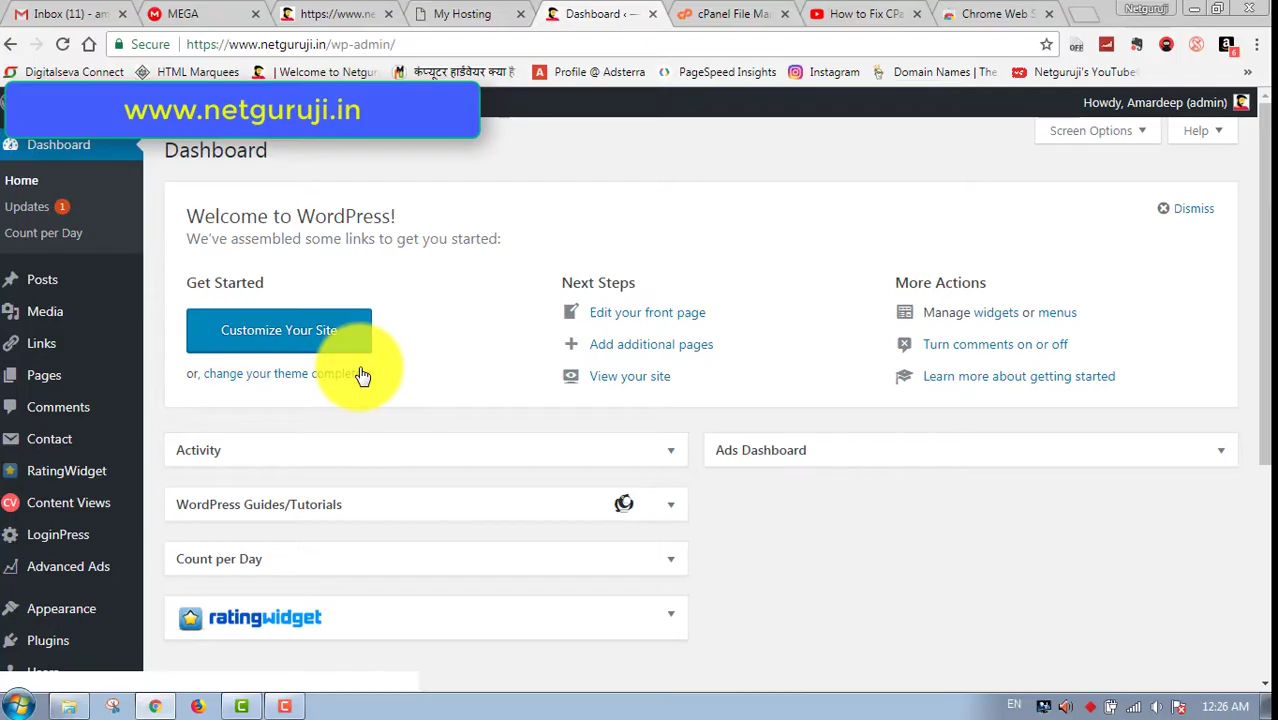 Inbox (11) - am
MEGA
https://www.ne
My Hosting
Dashboard ‹
cPanel File Ma
How to Fix CPa
Chrome Web S
Netguruji
Secure
https://www.netguruji.in/wp-admin/
OFF
6
Digitalseva Connect
HTML Marquees
| Welcome to Netgur
कंप्यूटर हार्डवेयर क्या है
Profile @ Adsterra
PageSpeed Insights
Instagram
Domain Names | The
Netguruji's YouTube
»
www.netguruji.in
Howdy, Amardeep (admin)
Dashboard
Screen Options
Help
Dashboard
Home
Updates 1
Count per Day
Posts
Media
Links
Pages
Comments
Contact
RatingWidget
CV Content Views
LoginPress
Advanced Ads
Appearance
Plugins
Welcome to WordPress!
Dismiss
We've assembled some links to get you started:
Get Started
Customize Your Site
or, change your theme complet
Next Steps
Edit your front page
Add additional pages
View your site
More Actions
Manage widgets or menus
Turn comments on or off
Learn more about getting started
Activity
Ads Dashboard
WordPress Guides/Tutorials
Count per Day
ratingwidget
EN
12:26 AM